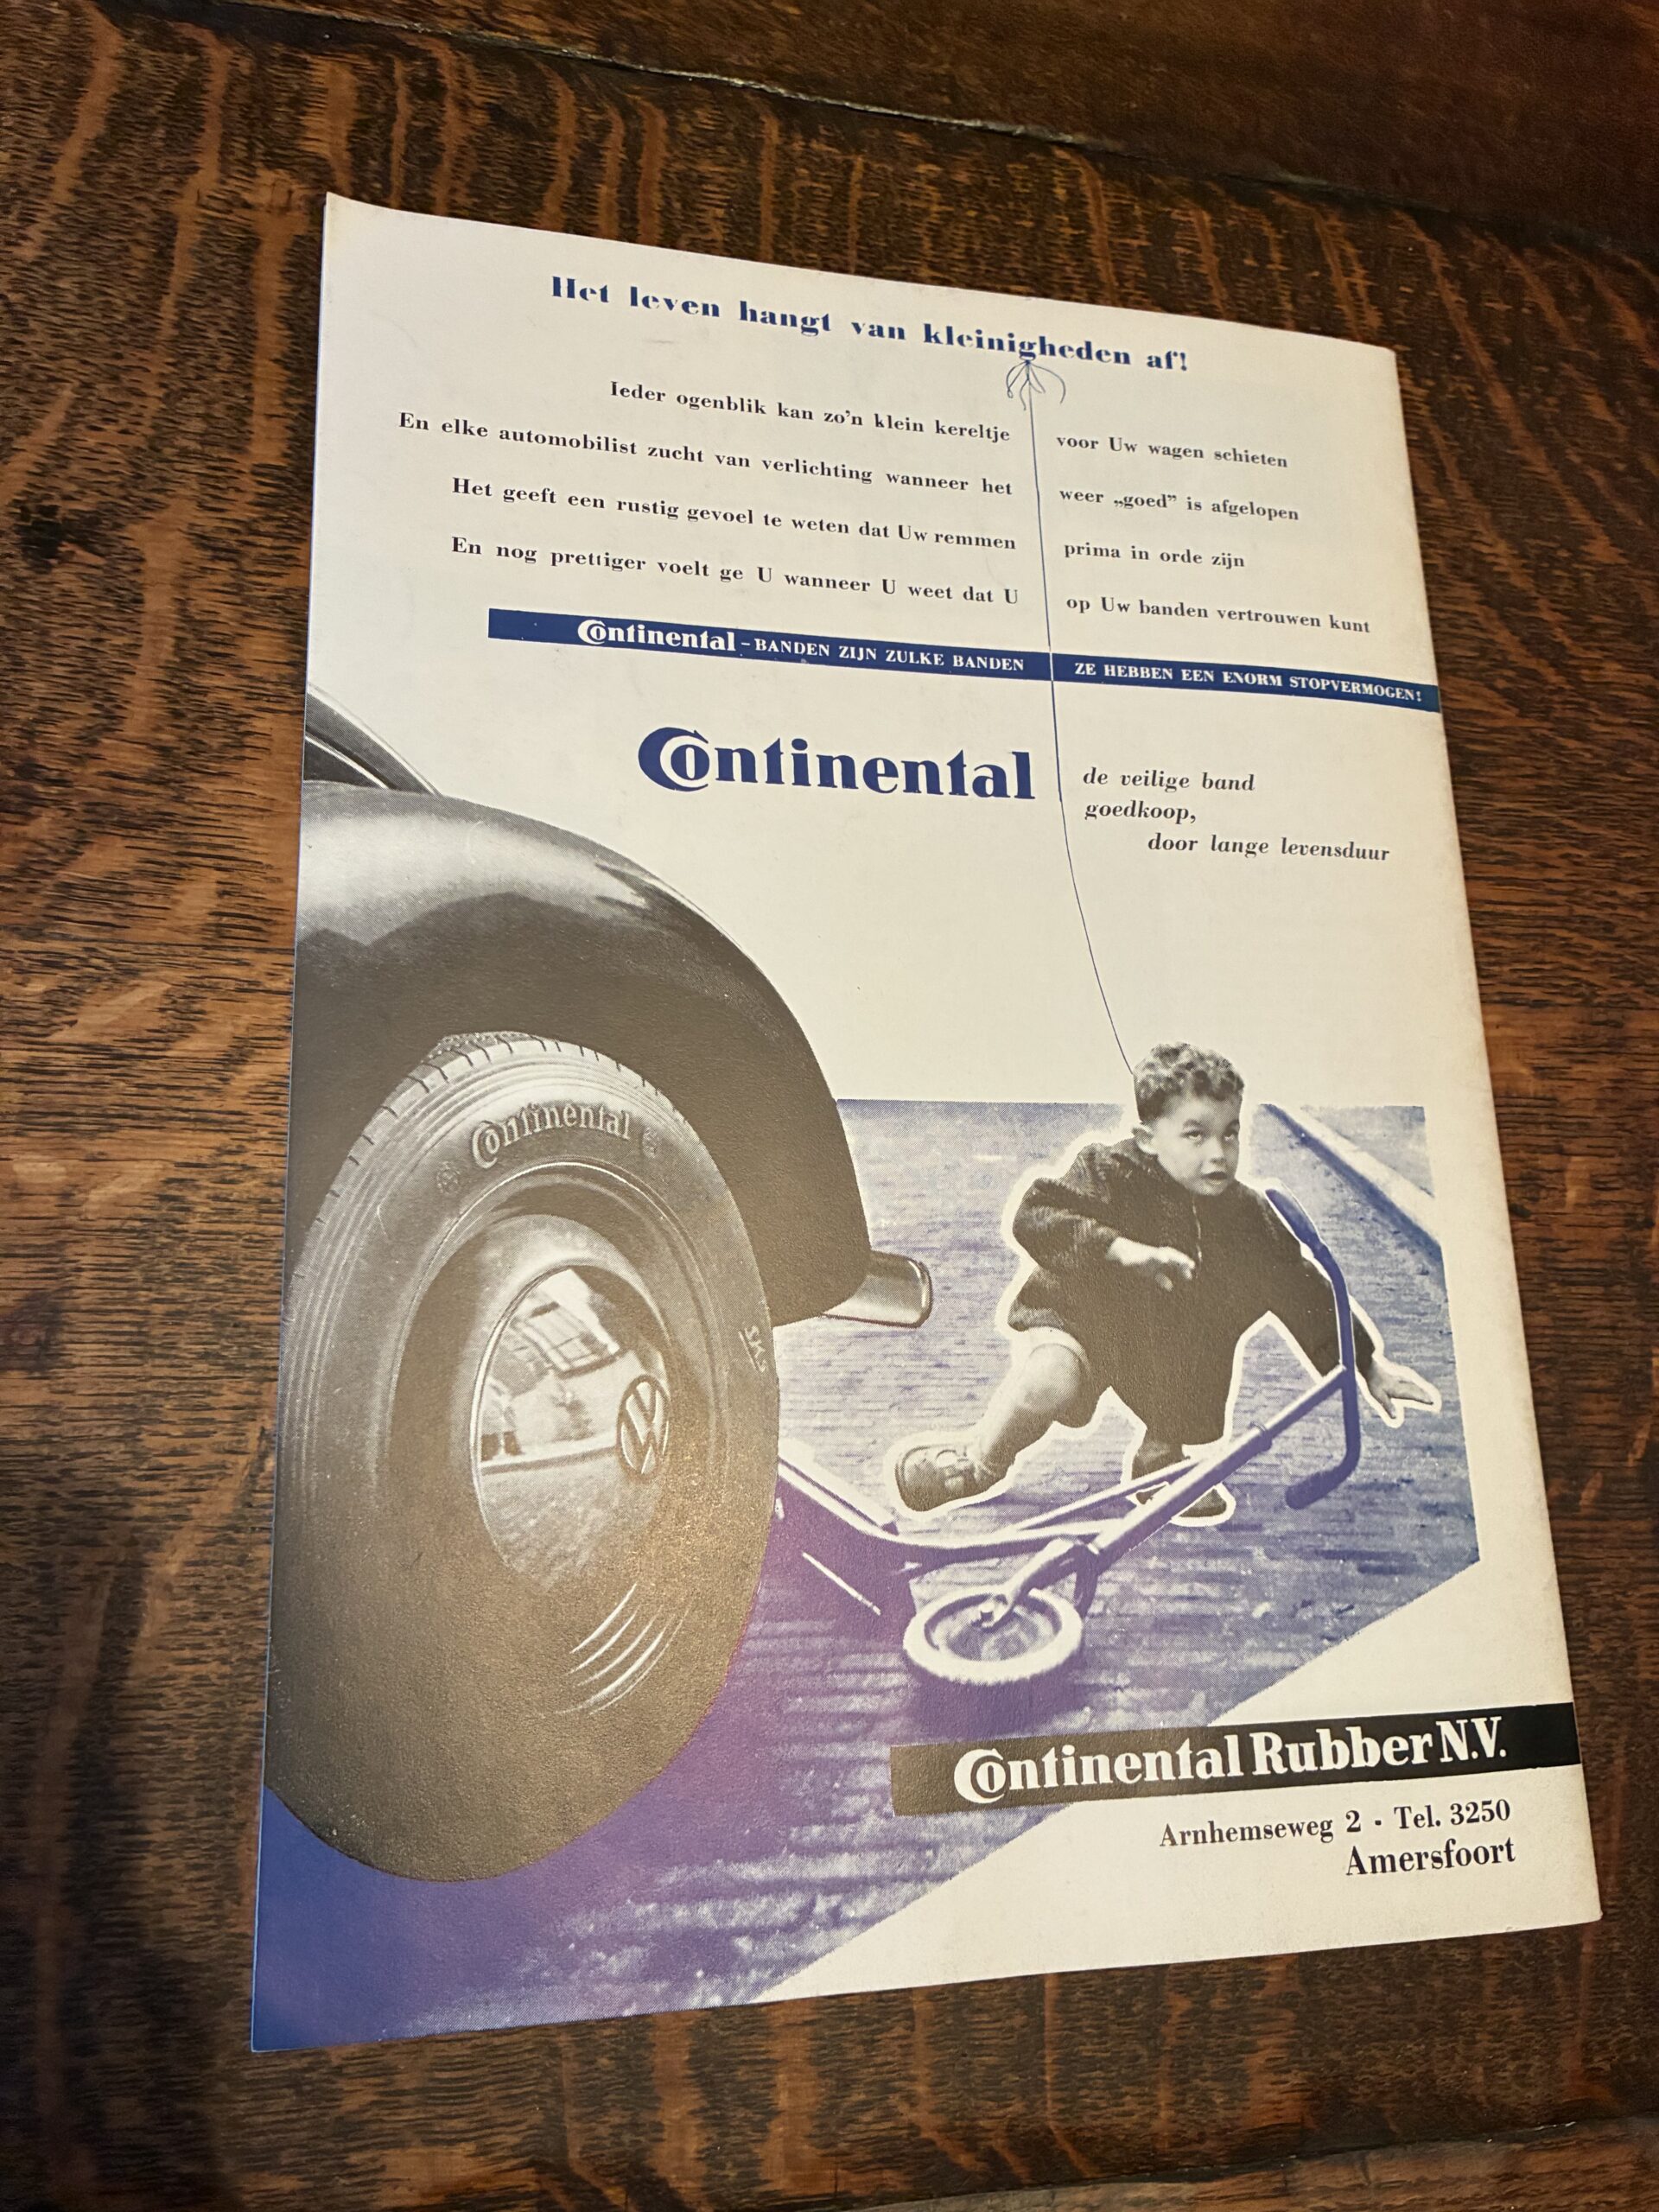 Het leven hangt van kleinigheden af!
Ieder ogenblik kan zo'n klein kereltje voor Uw wagen schieten
En elke automobilist zucht van verlichting wanneer het weer „goed” is afgelopen
Het geeft een rustig gevoel te weten dat Uw remmen prima in orde zijn
En nog prettiger voelt ge U wanneer U weet dat U op Uw banden vertrouwen kunt
Continental - BANDEN ZIJN ZULKE BANDEN ZE HEBBEN EEN ENORM STOPVERMOGEN!
Continental
de veilige band
goedkoop,
door lange levensduur
Continental
SKS
VW
Continental Rubber N.V.
Arnhemseweg 2 - Tel. 3250
Amersfoort